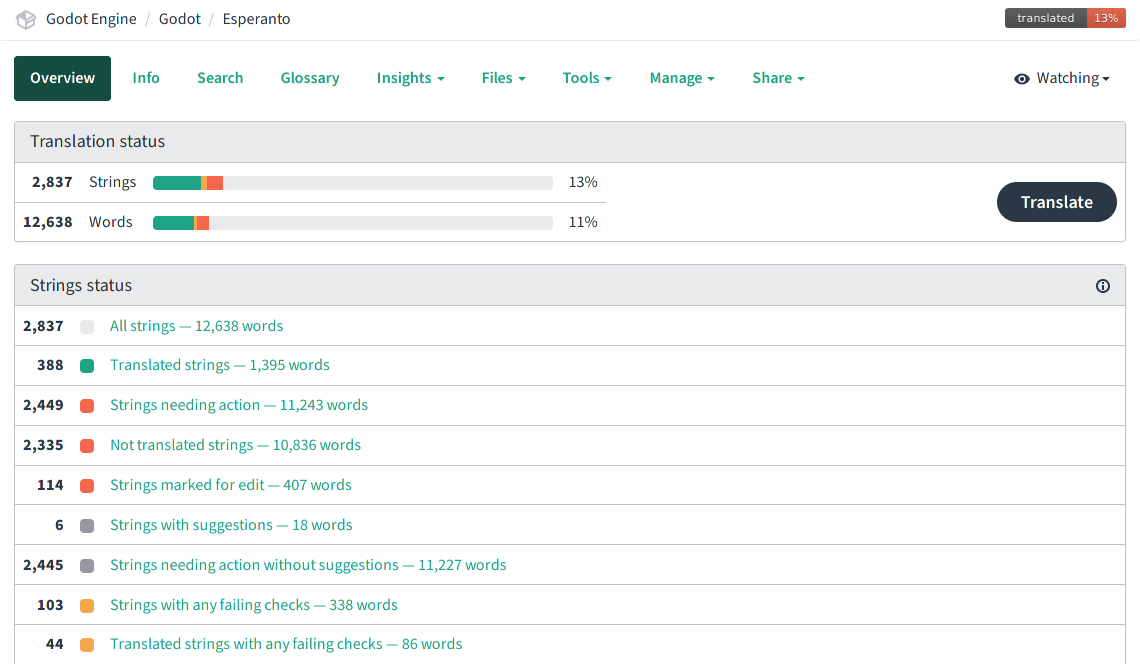 Godot Engine / Godot / Esperanto translated 13%
Overview Info Search Glossary Insights Files Tools Manage Share Watching
Translation status
2,837 Strings 13%
Translate
12,638 Words 11%
Strings status
2,837 All strings — 12,638 words
388 Translated strings — 1,395 words
2,449 Strings needing action — 11,243 words
2,335 Not translated strings — 10,836 words
114 Strings marked for edit — 407 words
6 Strings with suggestions — 18 words
2,445 Strings needing action without suggestions — 11,227 words
103 Strings with any failing checks — 338 words
44 Translated strings with any failing checks — 86 words